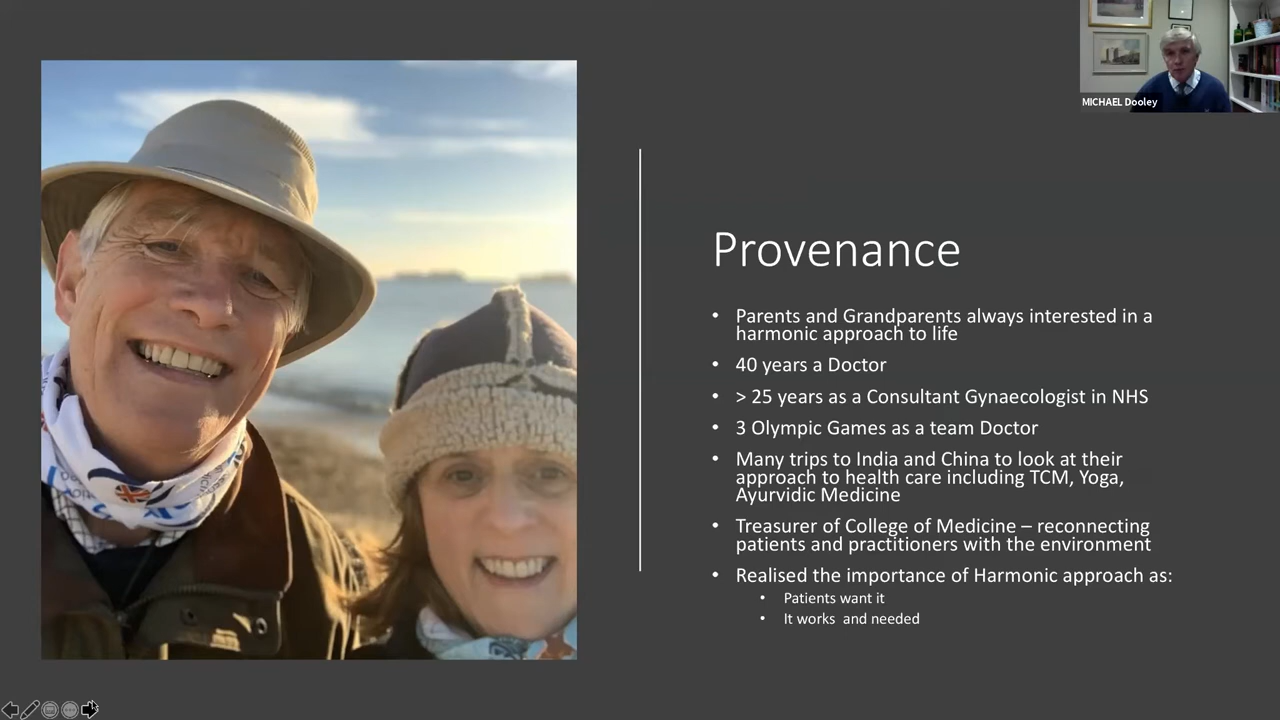 MICHAEL Dooley
Provenance
• Parents and Grandparents always interested in a
harmonic approach to life
• 40 years a Doctor
• > 25 years as a Consultant Gynaecologist in NHS
• 3 Olympic Games as a team Doctor
• Many trips to India and China to look at their
approach to health care including TCM, Yoga,
Ayurvidic Medicine
• Treasurer of College of Medicine – reconnecting
patients and practitioners with the environment
• Realised the importance of Harmonic approach as:
• Patients want it
• It works and needed